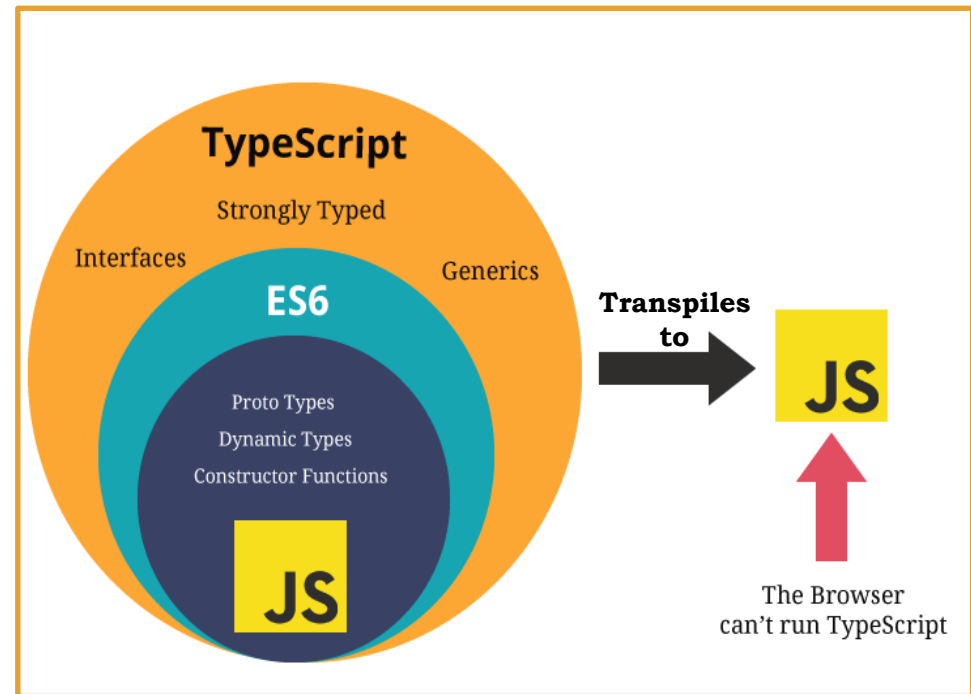 TypeScript
Strongly Typed
Interfaces
Generics
ES6
Proto Types
Dynamic Types
Constructor Functions
JS
Transpiles
to
JS
The Browser
can't run TypeScript